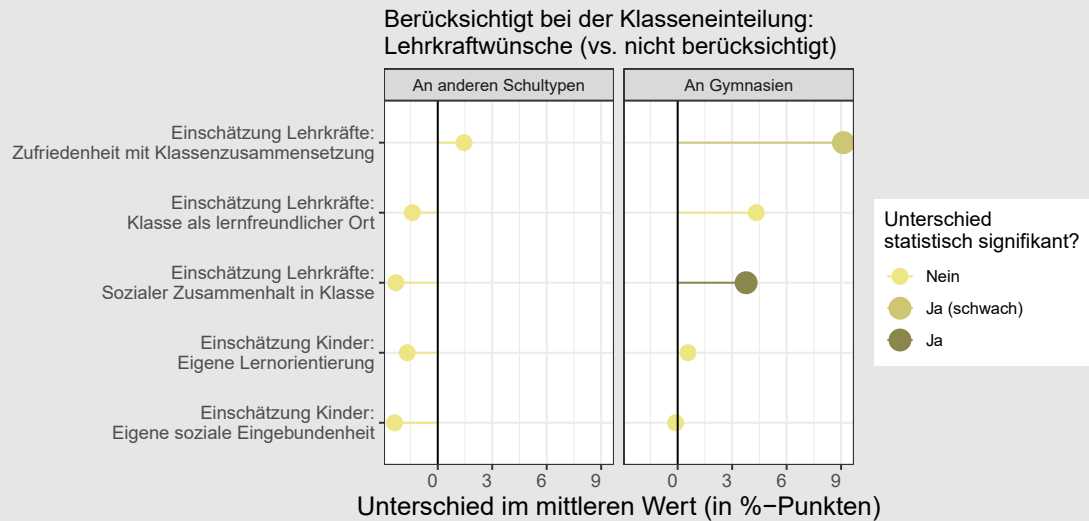 Berücksichtigt bei der Klasseneinteilung:
Lehrkraftwünsche (vs. nicht berücksichtigt)
An anderen Schultypen
An Gymnasien
Einschätzung Lehrkräfte:
Zufriedenheit mit Klassenzusammensetzung
Einschätzung Lehrkräfte:
Klasse als lernfreundlicher Ort
Einschätzung Lehrkräfte:
Sozialer Zusammenhalt in Klasse
Einschätzung Kinder:
Eigene Lernorientierung
Einschätzung Kinder:
Eigene soziale Eingebundenheit
0 3 6 9
0 3 6 9
Unterschied im mittleren Wert (in %−Punkten)
Unterschied
statistisch signifikant?
Nein
Ja (schwach)
Ja